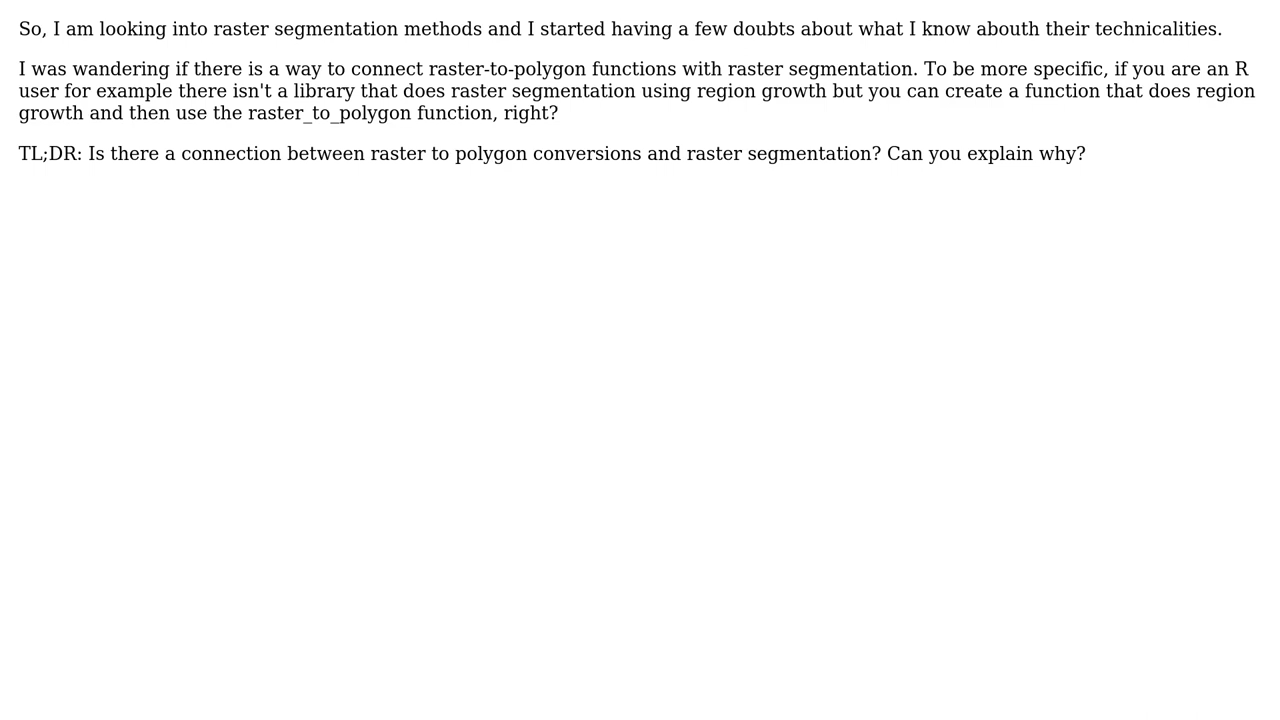 So, I am looking into raster segmentation methods and I started having a few doubts about what I know abouth their technicalities.
I was wandering if there is a way to connect raster-to-polygon functions with raster segmentation. To be more specific, if you are an R
user for example there isn't a library that does raster segmentation using region growth but you can create a function that does region
growth and then use the raster_to_polygon function, right?
TL;DR: Is there a connection between raster to polygon conversions and raster segmentation? Can you explain why?